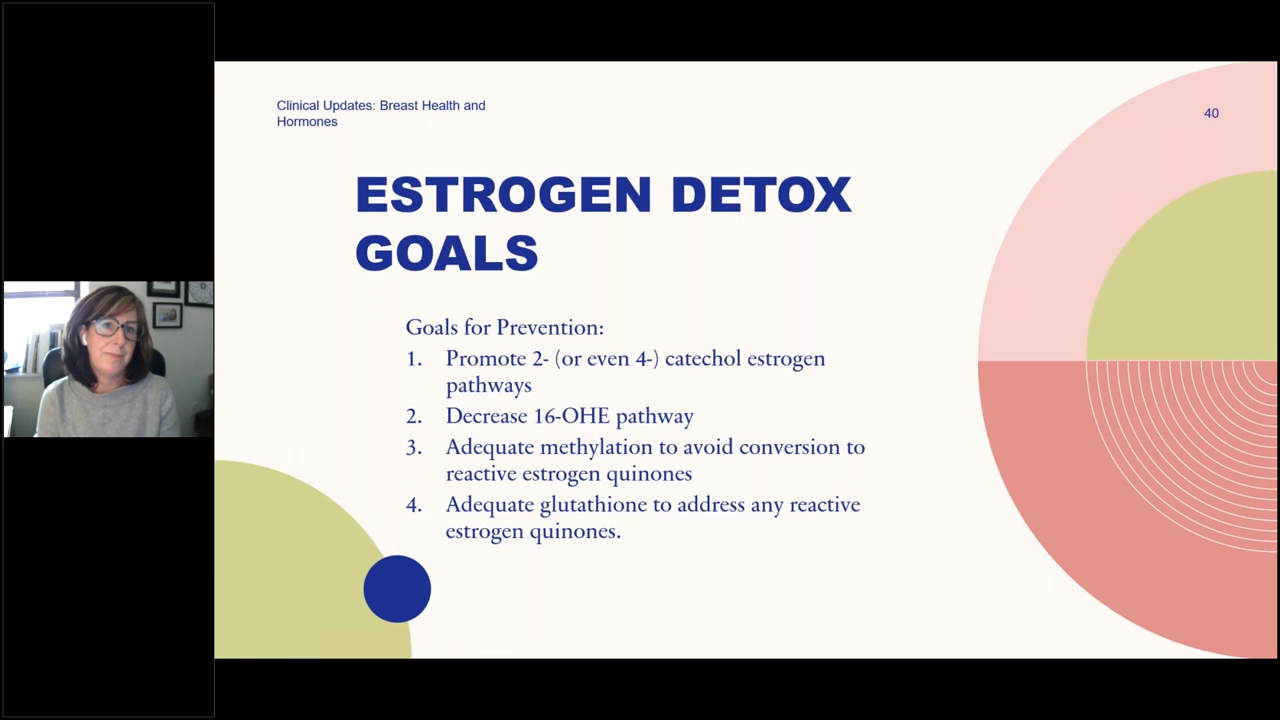 Clinical Updates: Breast Health and
Hormones
40
ESTROGEN DETOX
GOALS
Goals for Prevention:
1. Promote 2- (or even 4-) catechol estrogen
pathways
2. Decrease 16-OHE pathway
3. Adequate methylation to avoid conversion to
reactive estrogen quinones
4. Adequate glutathione to address any reactive
estrogen quinones.